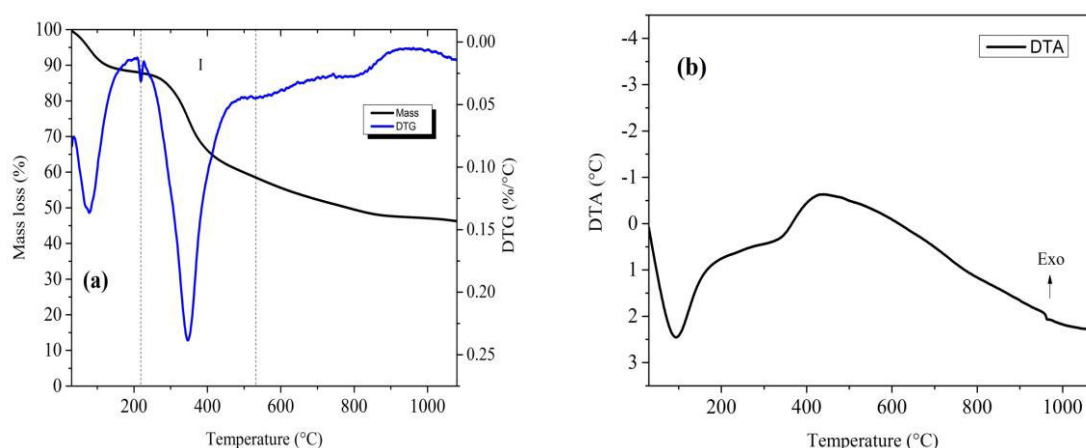 100
90
80
70
60
50
40
30
20
10
0
Mass loss (%)
200 400 600 800 1000
Temperature (°C)
0.00
0.05
0.10
0.15
0.20
0.25
DTG (%/°C)
I
Mass
DTG
(a)
-4
-3
-2
-1
0
1
2
3
DTA (°C)
200 400 600 800 1000
Temperature (°C)
(b)
DTA
Exo